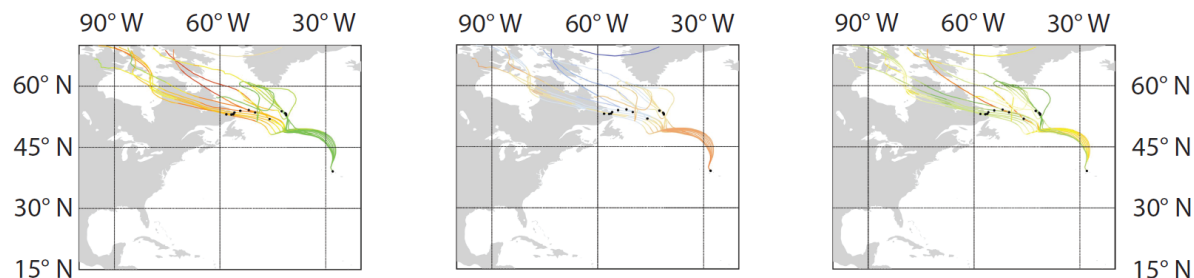 90° W 60° W 30° W 90° W 60° W 30° W 90° W 60° W 30° W
60° N 60° N
45° N 45° N
30° N 30° N
15° N 15° N